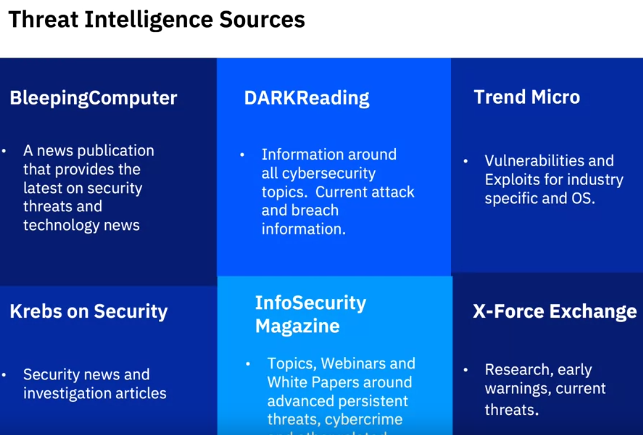 Threat Intelligence Sources
BleepingComputer
• A news publication
that provides the
latest on security
threats and
technology news
DARKReading
• Information around
all cybersecurity
topics. Current attack
and breach
information.
Trend Micro
• Vulnerabilities and
Exploits for industry
specific and OS.
Krebs on Security
• Security news and
investigation articles
InfoSecurity
Magazine
• Topics, Webinars and
White Papers around
advanced persistent
threats, cybercrime
X-Force Exchange
• Research, early
warnings, current
threats.